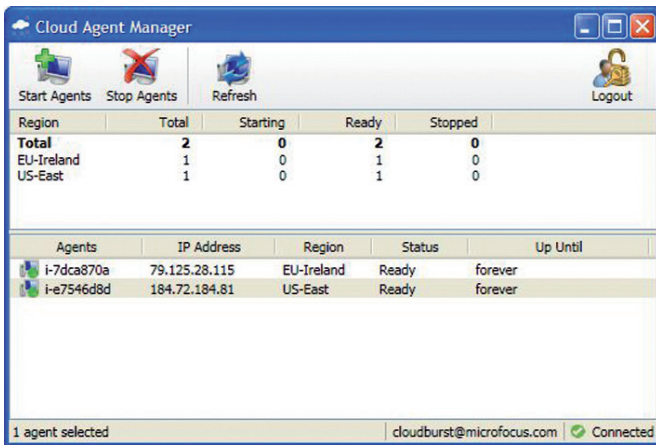 Cloud Agent Manager
Start Agents Stop Agents Refresh Logout
Region Total Starting Ready Stopped
Total 2 0 2 0
EU-Ireland 1 0 1 0
US-East 1 0 1 0
Agents IP Address Region Status Up Until
i-7dca870a 79.125.28.115 EU-Ireland Ready forever
i-e7546d8d 184.72.184.81 US-East Ready forever
1 agent selected cloudburst@microfocus.com Connected